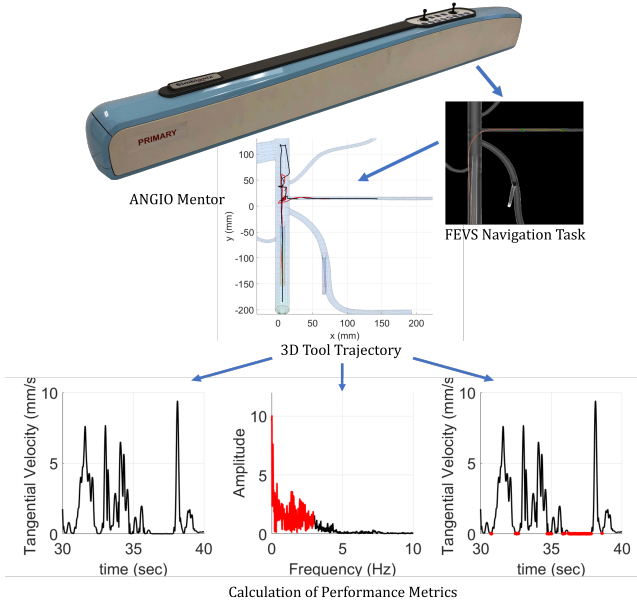 PRIMARY
ANGIO Mentor
FEVS Navigation Task
y (mm)
100
50
0
-50
-100
-150
-200
0 50 100 150 200
x (mm)
3D Tool Trajectory
Tangential Velocity (mm/s
10
5
0
30 35 40
time (sec)
Amplitude
10
5
0
0 5 10
Frequency (Hz)
Tangential Velocity (mm/s
10
5
0
30 35 40
time (sec)
Calculation of Performance Metrics